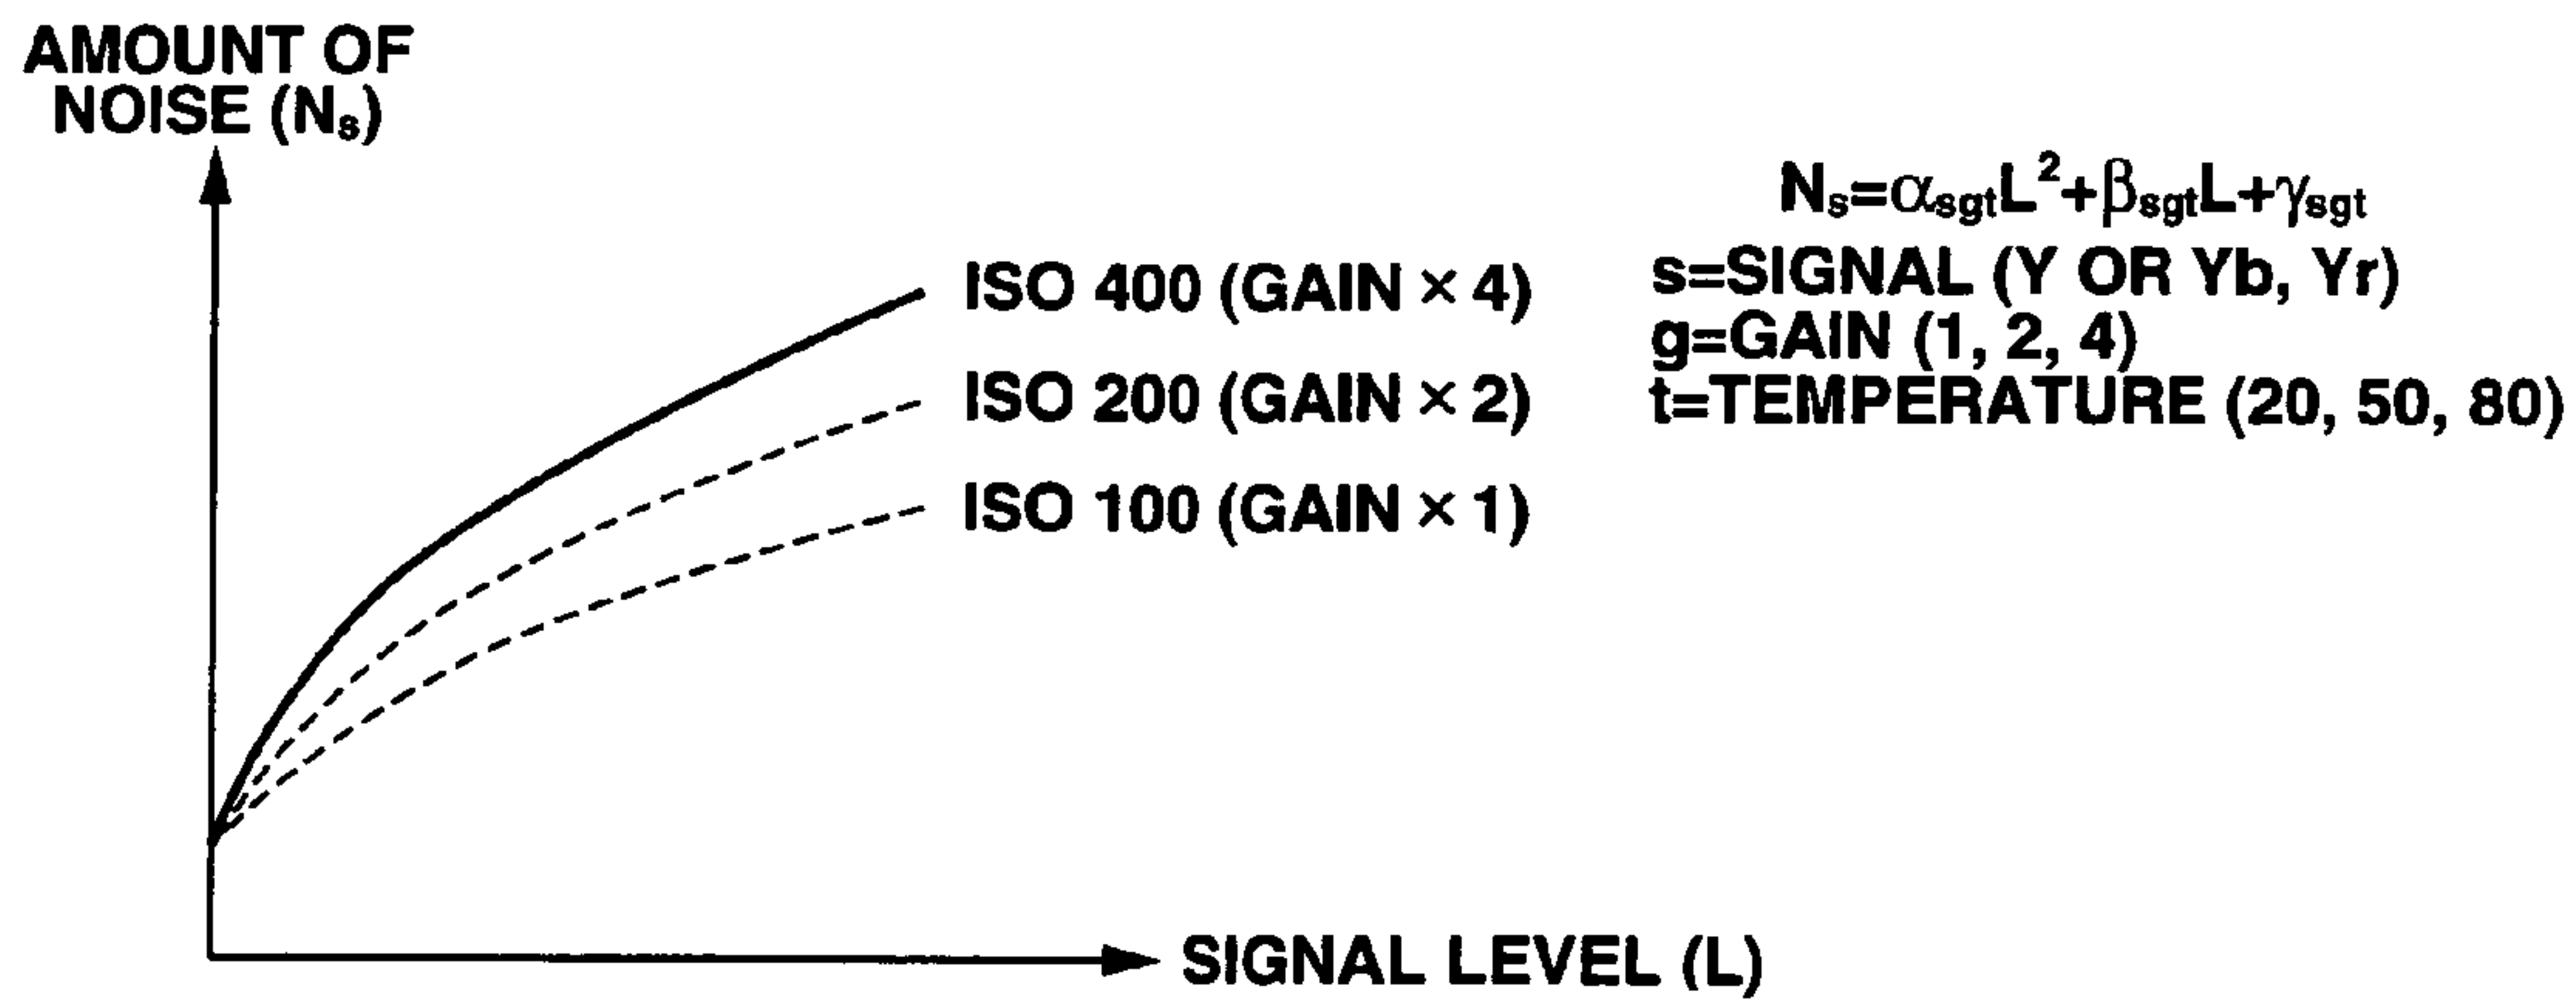 AMOUNT OF
NOISE (Ns)
Ns=αsgtL²+βsgtL+γsgt
s=SIGNAL (Y OR Yb, Yr)
g=GAIN (1, 2, 4)
t=TEMPERATURE (20, 50, 80)
ISO 400 (GAIN × 4)
ISO 200 (GAIN × 2)
ISO 100 (GAIN × 1)
SIGNAL LEVEL (L)